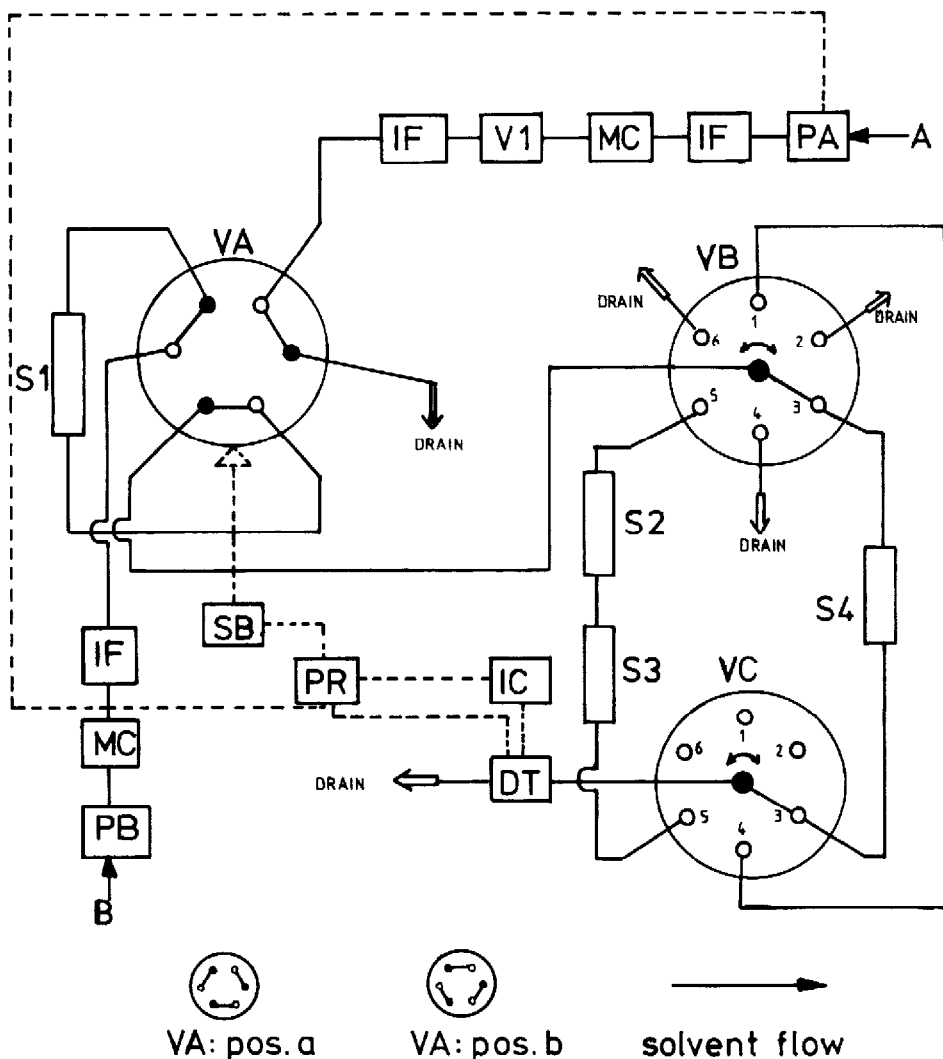 IF
V1
MC
IF
PA
A
VA
VB
DRAIN
1
DRAIN
6
2
S1
5
4
3
DRAIN
S2
DRAIN
S4
SB
IF
S3
VC
PR
IC
1
6
2
MC
DRAIN
DT
5
4
3
PB
B
VA: pos.a
VA: pos.b
solvent flow